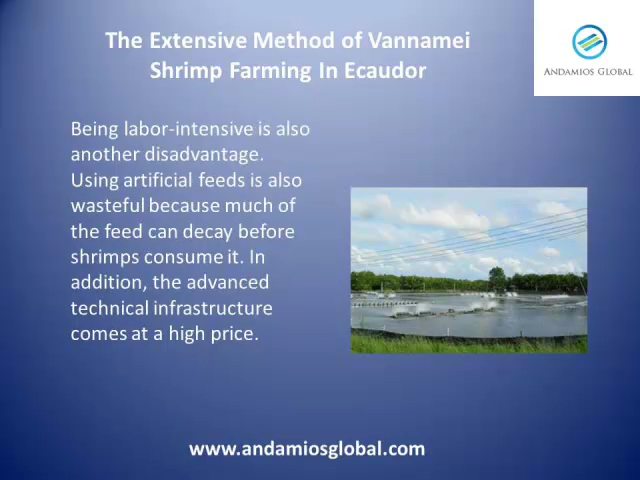 The Extensive Method of Vannamei
Shrimp Farming In Ecaudor
ANDAMIOS GLOBAL
Being labor-intensive is also
another disadvantage.
Using artificial feeds is also
wasteful because much of
the feed can decay before
shrimps consume it. In
addition, the advanced
technical infrastructure
comes at a high price.
www.andamiosglobal.com